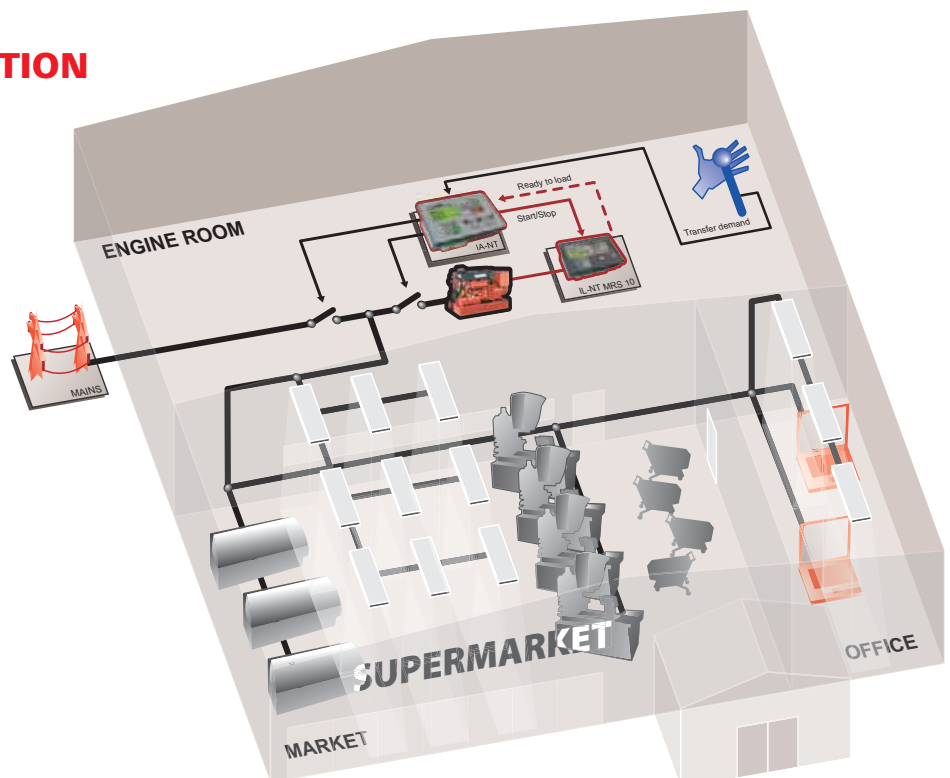 TION
ENGINE ROOM
Ready to load
Start/Stop
IA-NT
Transfer demand
IL-NT MRS 10
MAINS
SUPERMARKET
OFFICE
MARKET